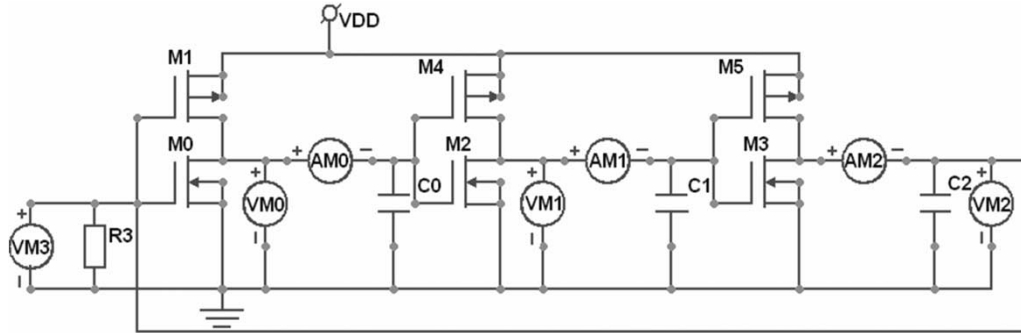 VDD
M1
M4
M5
M0
M2
M3
+ AM0 −
+ AM1 −
+ AM2 −
C0
C1
C2
+ VM0 −
+ VM1 −
+ VM2 −
+ VM3 −
R3